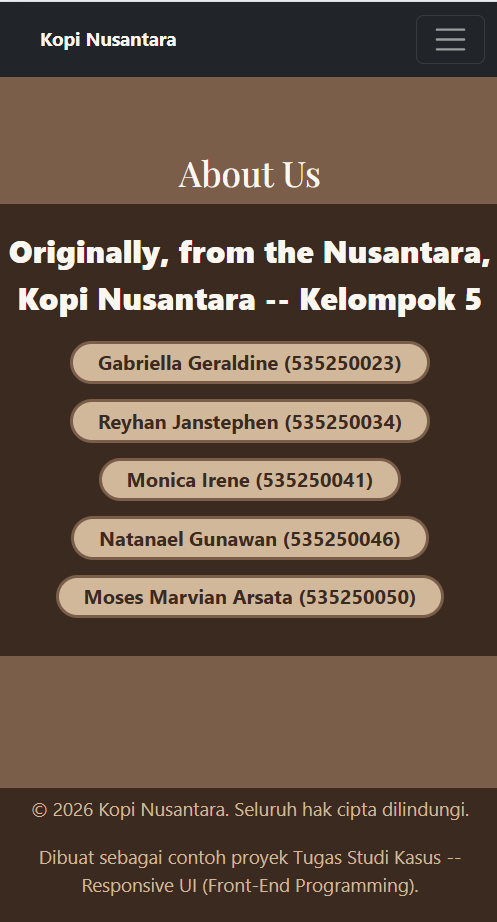 Kopi Nusantara
About Us
Originally, from the Nusantara,
Kopi Nusantara -- Kelompok 5
Gabriella Geraldine (535250023)
Reyhan Janstephen (535250034)
Monica Irene (535250041)
Natanael Gunawan (535250046)
Moses Marvian Arsata (535250050)
© 2026 Kopi Nusantara. Seluruh hak cipta dilindungi.
Dibuat sebagai contoh proyek Tugas Studi Kasus --
Responsive UI (Front-End Programming).